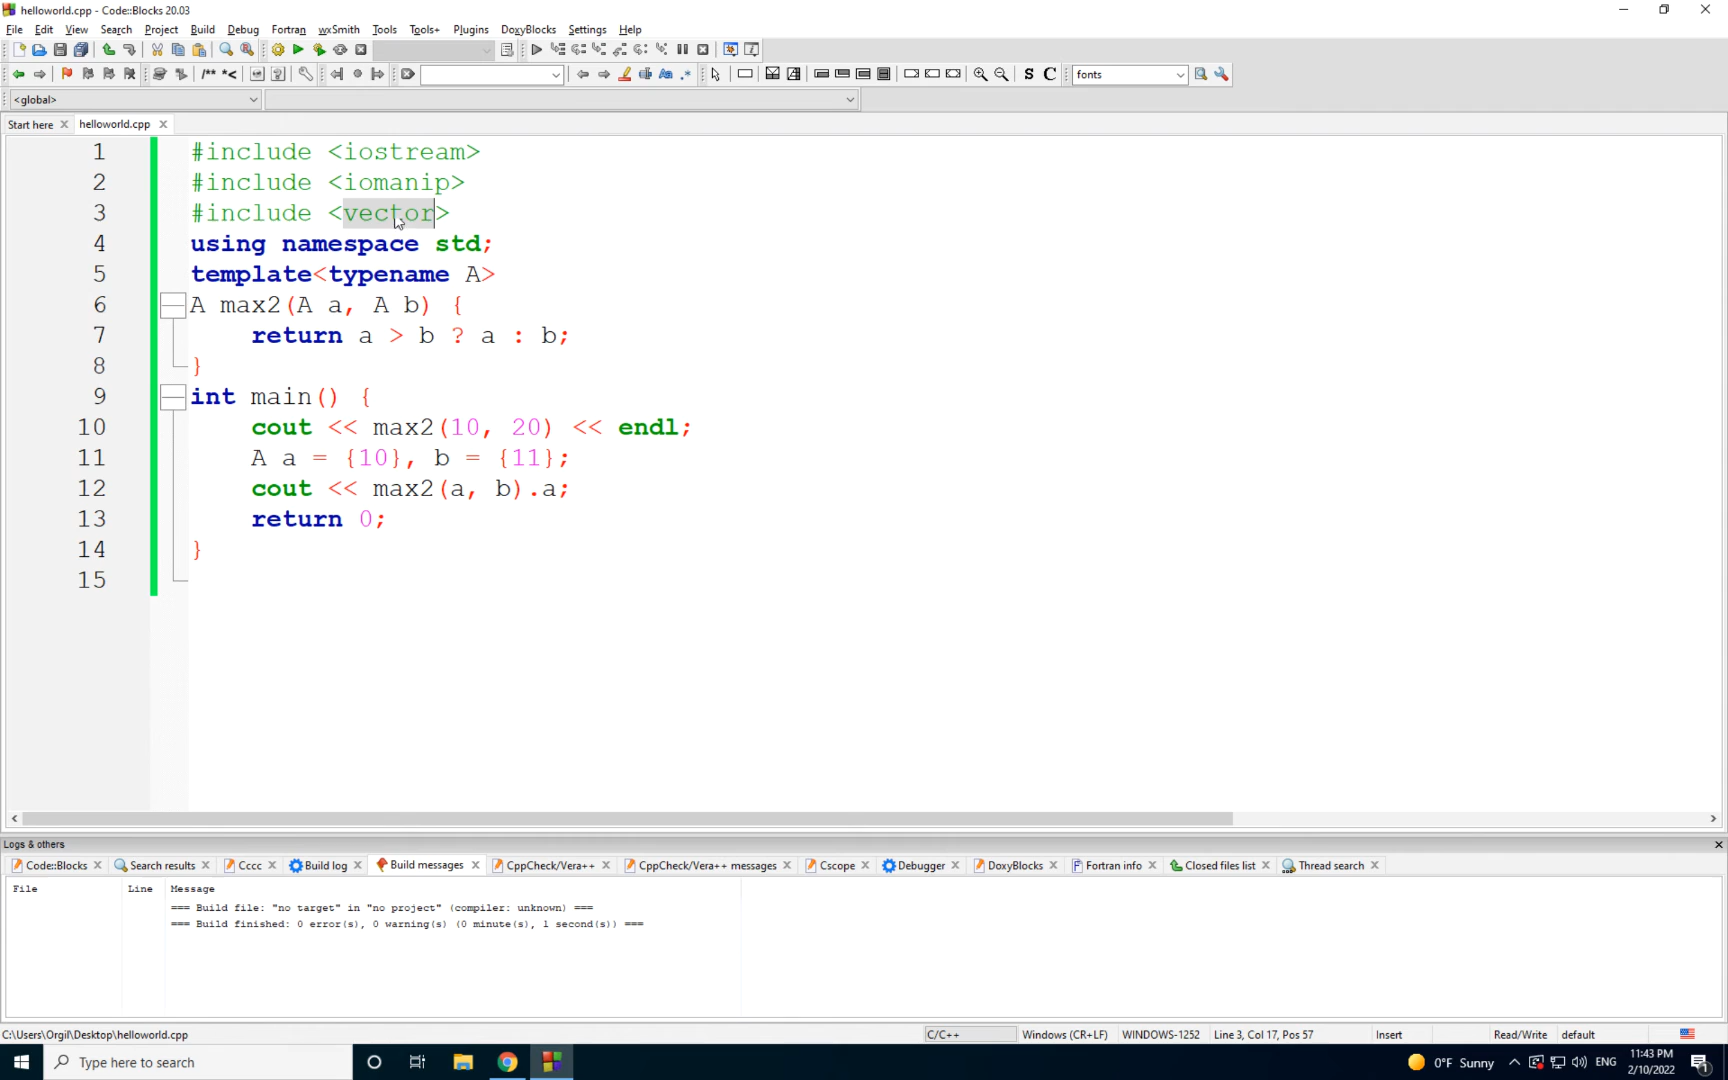 helloworld.cpp - Code::Blocks 20.03
File Edit View Search Project Build Debug Fortran wxSmith Tools Tools+ Plugins DoxyBlocks Settings Help
/** *< Aa .* S C fonts
<global>
Start here helloworld.cpp
1 #include <iostream>
2 #include <iomanip>
3 #include <vector>
4 using namespace std;
5 template<typename A>
6 A max2(A a, A b) {
7 return a > b ? a : b;
8 }
9 int main() {
10 cout << max2(10, 20) << endl;
11 A a = {10}, b = {11};
12 cout << max2(a, b).a;
13 return 0;
14 }
15
Logs & others
Code::Blocks Search results Cccc Build log Build messages CppCheck/Vera++ CppCheck/Vera++ messages Cscope Debugger DoxyBlocks Fortran info Closed files list Thread search
File Line Message
=== Build file: "no target" in "no project" (compiler: unknown) ===
=== Build finished: 0 error(s), 0 warning(s) (0 minute(s), 1 second(s)) ===
C:\Users\Orgil\Desktop\helloworld.cpp C/C++ Windows (CR+LF) WINDOWS-1252 Line 3, Col 17, Pos 57 Insert Read/Write default
Type here to search 0°F Sunny ENG 11:43 PM
2/10/2022 1